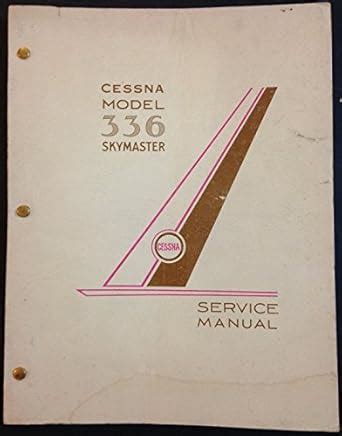 CESSNA
MODEL
336
SKYMASTER
CESSNA
SERVICE
MANUAL